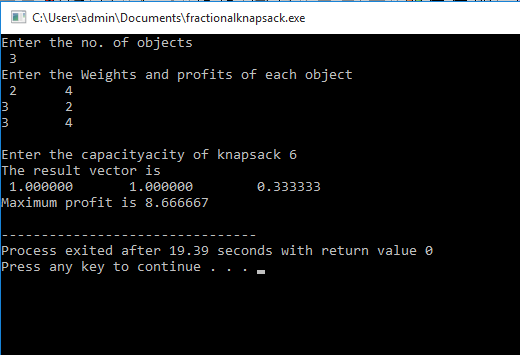 C:\Users\admin\Documents\fractionalknapsack.exe
Enter the no. of objects
3
Enter the Weights and profits of each object
2 4
3 2
3 4
Enter the capacityacity of knapsack 6
The result vector is
1.000000 1.000000 0.333333
Maximum profit is 8.666667
--------------------------------
Process exited after 19.39 seconds with return value 0
Press any key to continue . . .